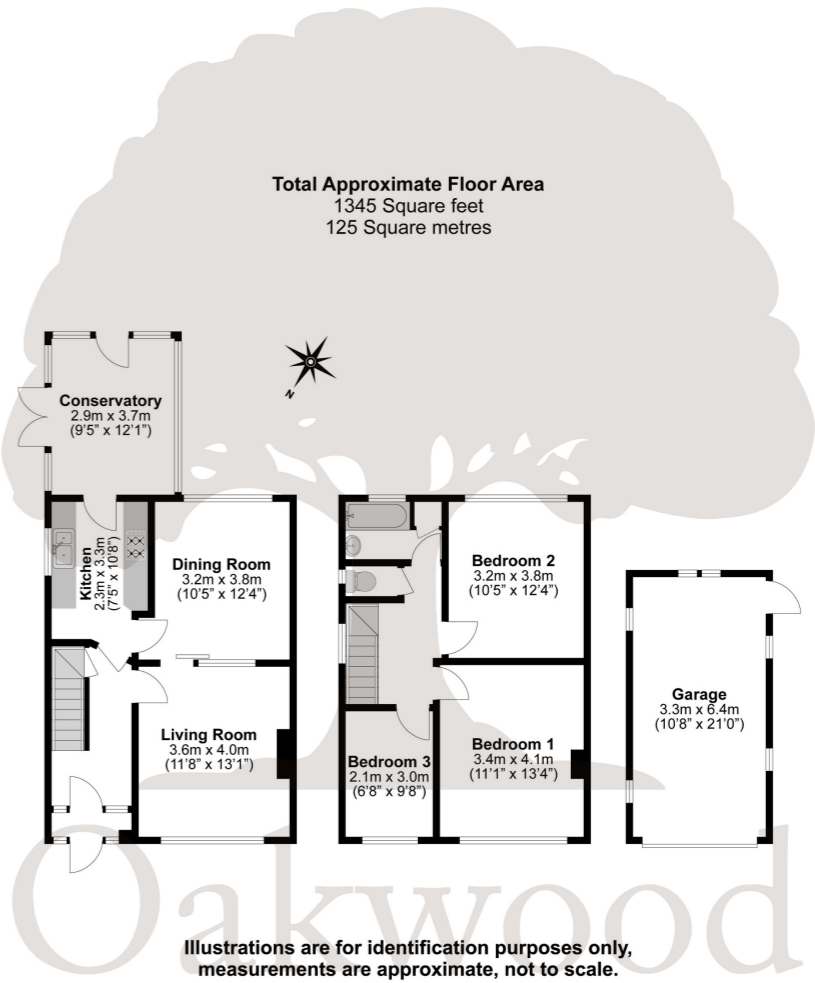 Total Approximate Floor Area
1345 Square feet
125 Square metres
N
Conservatory
2.9m x 3.7m
(9'5” x 12'1”)
Kitchen
2.3m x 3.3m
(7'5” x 10'8”)
Dining Room
3.2m x 3.8m
(10'5” x 12'4”)
Living Room
3.6m x 4.0m
(11'8” x 13'1”)
Bedroom 2
3.2m x 3.8m
(10'5” x 12'4”)
Bedroom 1
3.4m x 4.1m
(11'1” x 13'4”)
Bedroom 3
2.1m x 3.0m
(6'8” x 9'8”)
Garage
3.3m x 6.4m
(10'8” x 21'0”)
Oakwood
Illustrations are for identification purposes only,
measurements are approximate, not to scale.